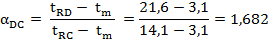 α_DC = (t_RD − t_m) / (t_RC − t_m) = (21,6 − 3,1) / (14,1 − 3,1) = 1,682